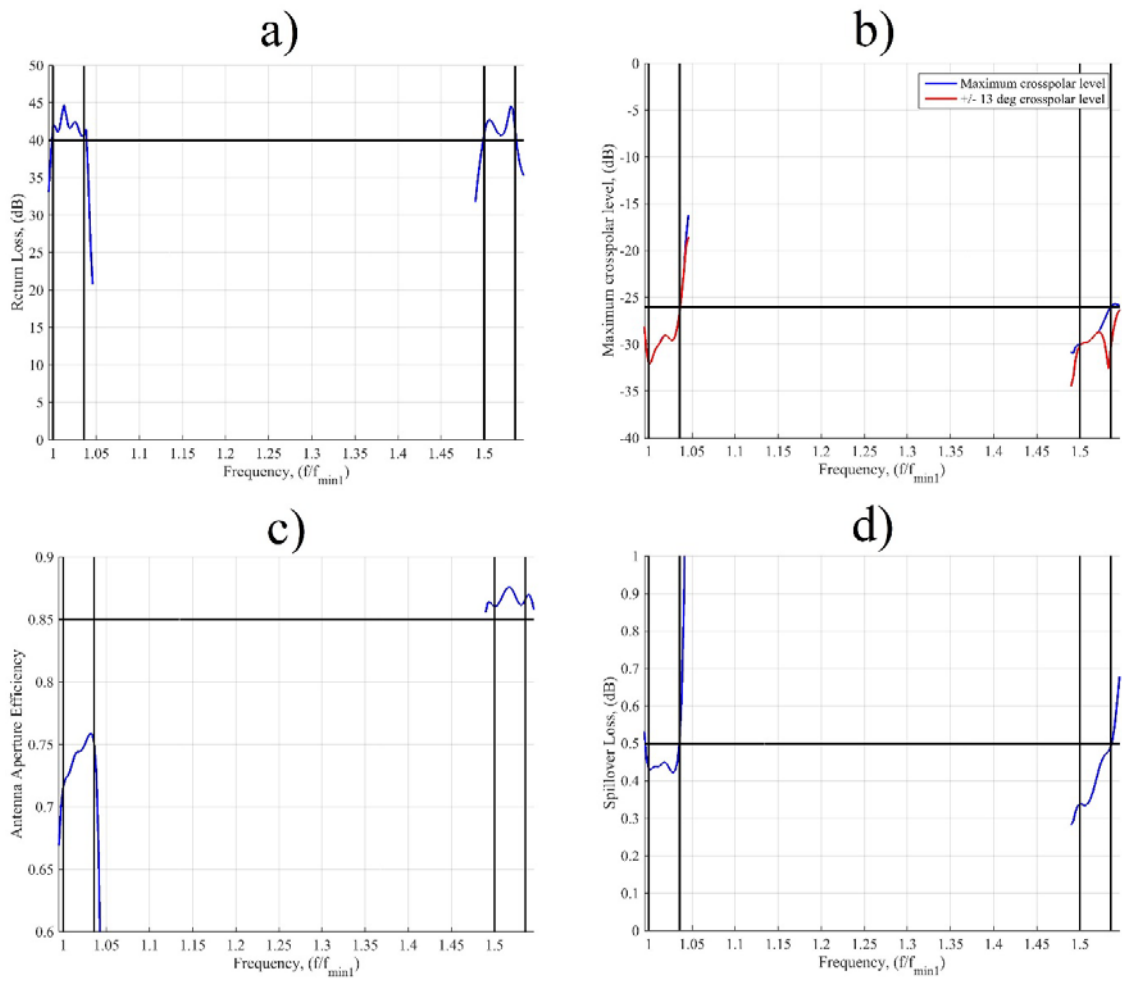 a)
50
45
40
35
30
25
20
15
10
5
0
Return Loss, (dB)
1 1.05 1.1 1.15 1.2 1.25 1.3 1.35 1.4 1.45 1.5
Frequency, (f/fmin1)
b)
Maximum crosspolar level
+/- 13 deg crosspolar level
0
-5
-10
-15
-20
-25
-30
-35
-40
Maximum crosspolar level, (dB)
1 1.05 1.1 1.15 1.2 1.25 1.3 1.35 1.4 1.45 1.5
Frequency, (f/fmin1)
c)
0.9
0.85
0.8
0.75
0.7
0.65
0.6
Antenna Aperture Efficiency
1 1.05 1.1 1.15 1.2 1.25 1.3 1.35 1.4 1.45 1.5
Frequency, (f/fmin1)
d)
1
0.9
0.8
0.7
0.6
0.5
0.4
0.3
0.2
0.1
0
Spillover Loss, (dB)
1 1.05 1.1 1.15 1.2 1.25 1.3 1.35 1.4 1.45 1.5
Frequency, (f/fmin1)